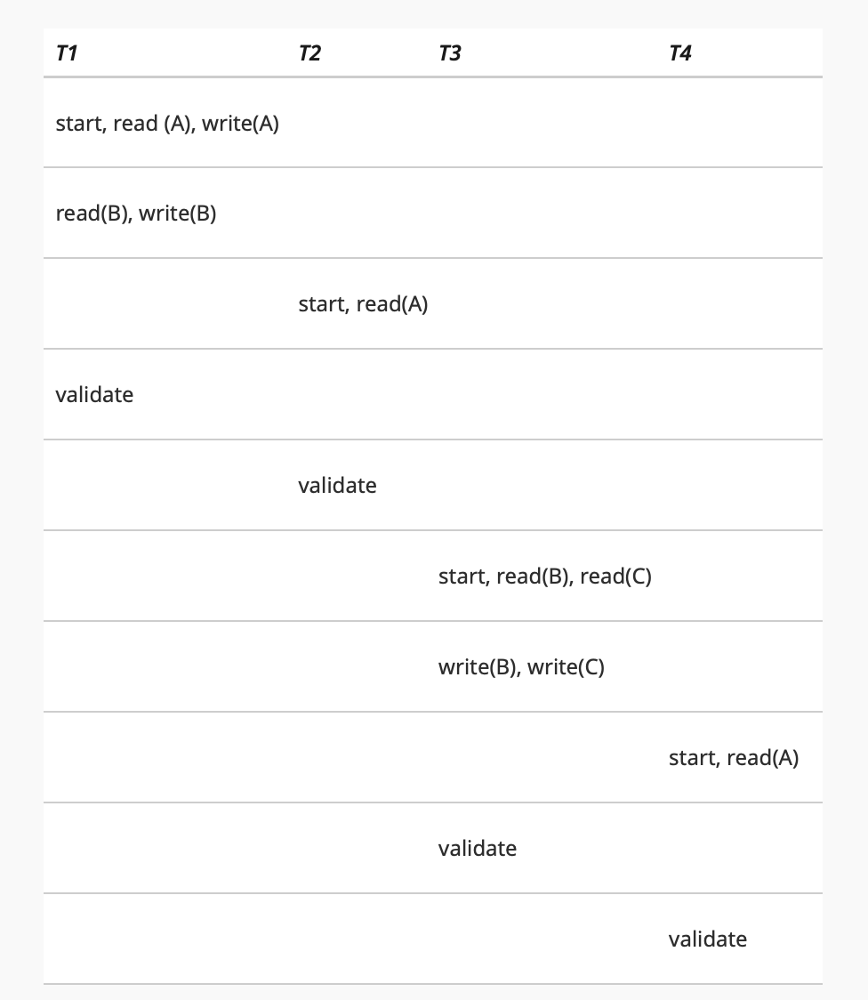 T1 T2 T3 T4
start, read (A), write(A)
read(B), write(B)
start, read(A)
validate
validate
start, read(B), read(C)
write(B), write(C)
start, read(A)
validate
validate